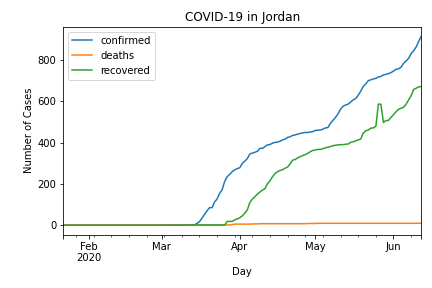 COVID-19 in Jordan
confirmed
deaths
recovered
Number of Cases
800
600
400
200
0
Feb Mar Apr May Jun
2020
Day